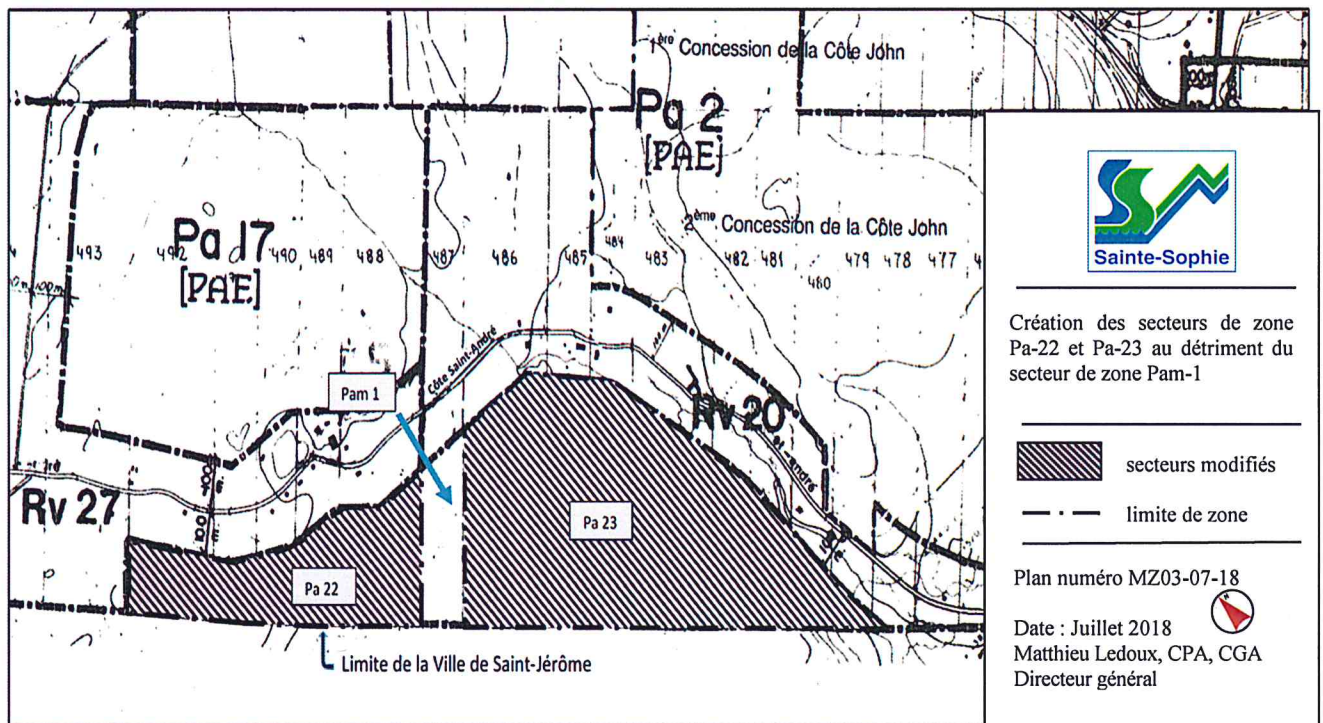 1ère Concession de la Côte John
Pa 2
[PAE]
2ème Concession de la Côte John
493 492 490 489 488 487 486 485 484 483 482 481 480 479 478 477
Pa 17
[PAE]
Côte Saint-André
Pam 1
Rv 20
Rv 27
Pa 23
Pa 22
Limite de la Ville de Saint-Jérôme
Sainte-Sophie
Création des secteurs de zone
Pa-22 et Pa-23 au détriment du
secteur de zone Pam-1
secteurs modifiés
limite de zone
Plan numéro MZ03-07-18
Date : Juillet 2018
Matthieu Ledoux, CPA, CGA
Directeur général